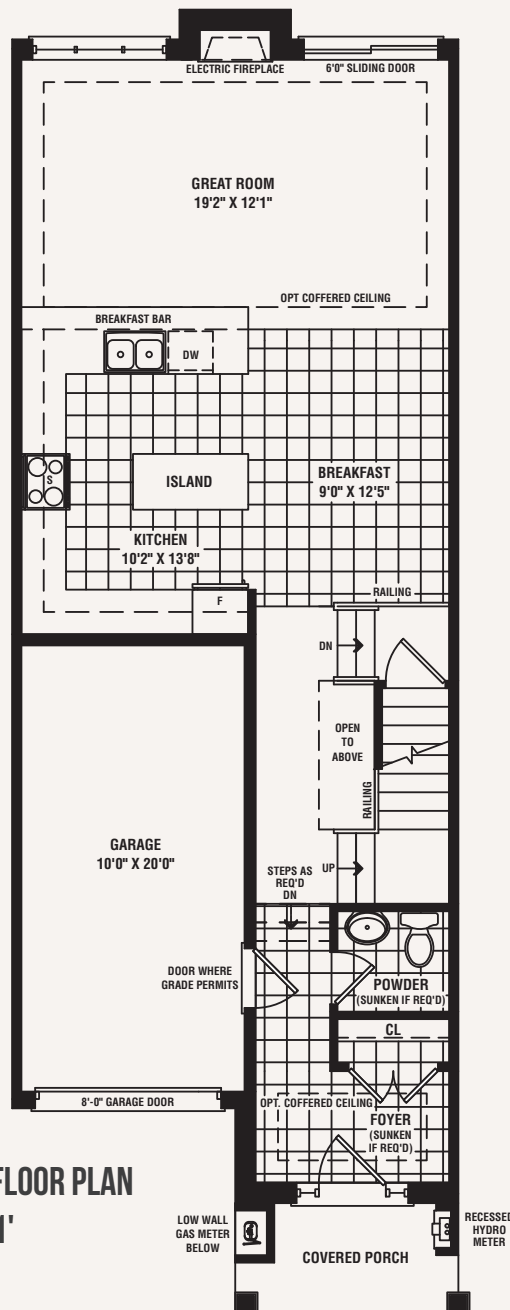 ELECTRIC FIREPLACE
6'0" SLIDING DOOR
GREAT ROOM
19'2" X 12'1"
OPT COFFERED CEILING
BREAKFAST BAR
DW
S
ISLAND
BREAKFAST
9'0" X 12'5"
KITCHEN
10'2" X 13'8"
F
RAILING
DN
OPEN
TO
ABOVE
RAILING
GARAGE
10'0" X 20'0"
STEPS AS
REQ'D
DN
UP
DOOR WHERE
GRADE PERMITS
POWDER
(SUNKEN IF REQ'D)
CL
8'-0" GARAGE DOOR
OPT. COFFERED CEILING
FOYER
(SUNKEN
IF REQ'D)
FLOOR PLAN
1'
LOW WALL
GAS METER
BELOW
RECESSED
HYDRO
METER
COVERED PORCH